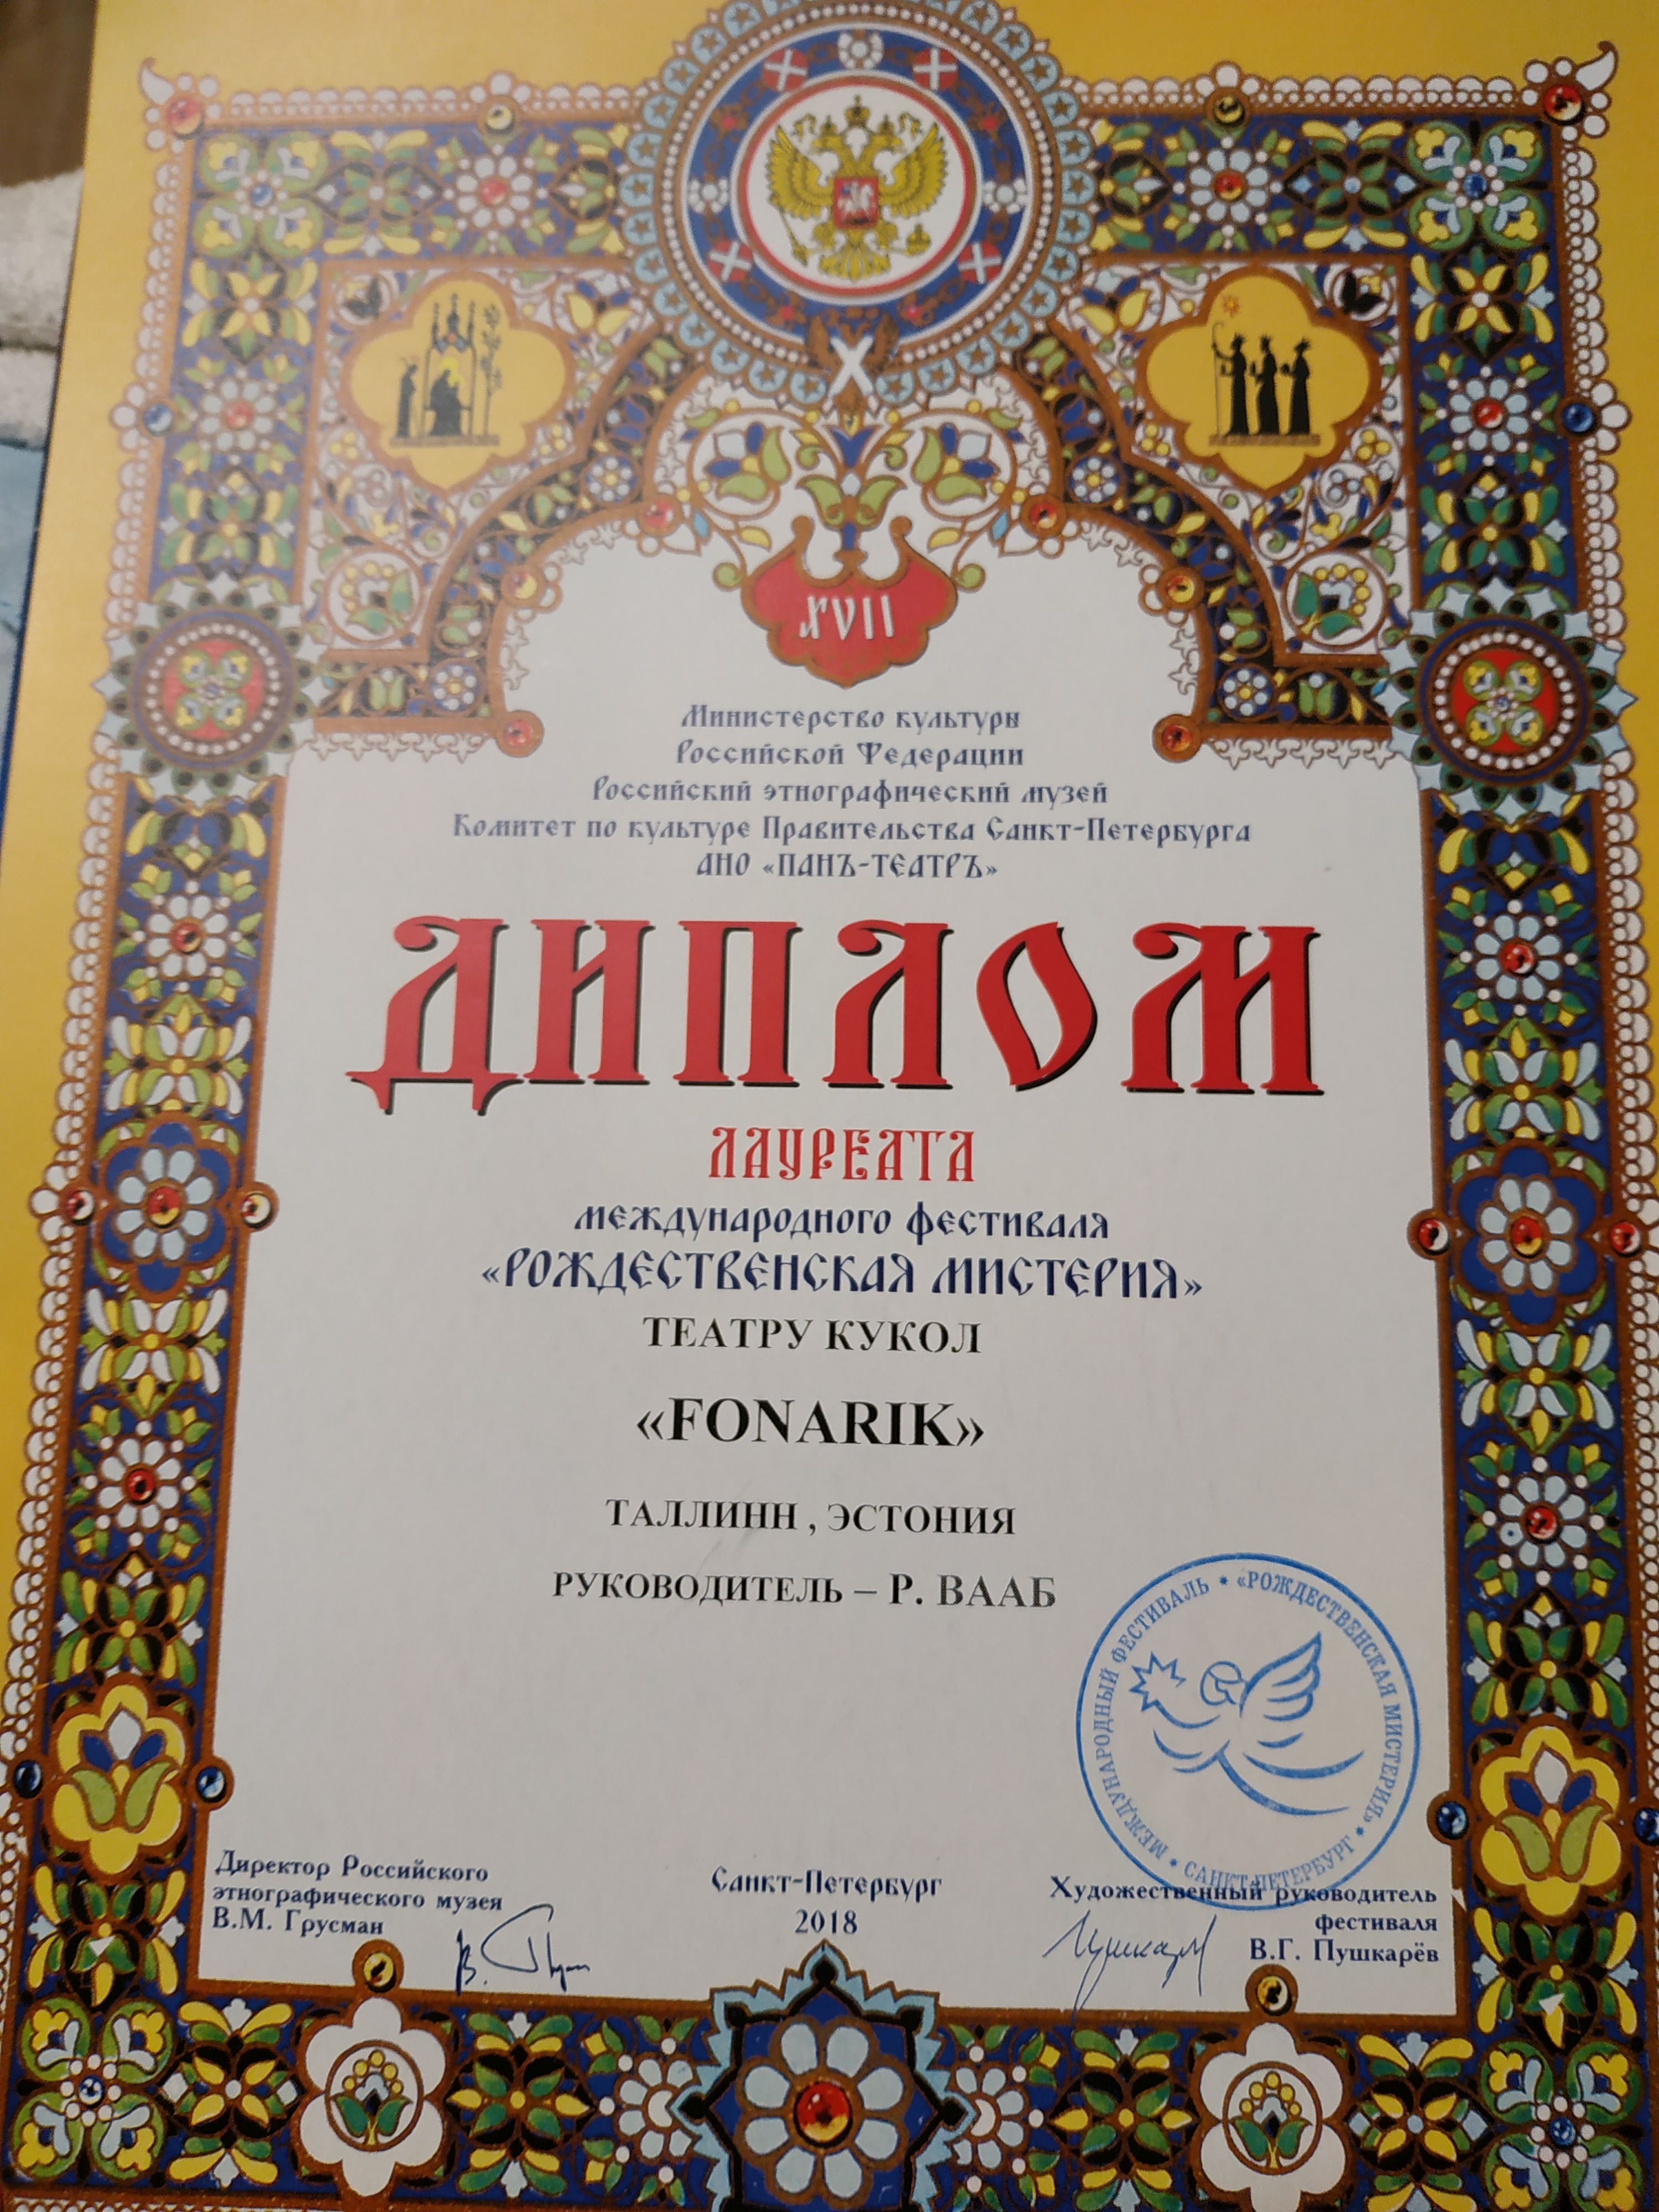 XVII
Министерство культуры
Российской Федерации
Российский этнографический музей
Комитет по культуре Правительства Санкт-Петербурга
АНО «ПАНЪ-ТЕАТРЪ»
ДИПЛОМ
ЛАУРЕАТА
международного фестиваля
«РОЖДЕСТВЕНСКАЯ МИСТЕРИЯ»
ТЕАТРУ КУКОЛ
«FONARIK»
ТАЛЛИНН , ЭСТОНИЯ
РУКОВОДИТЕЛЬ – Р. ВААБ
МЕЖДУНАРОДНЫЙ ФЕСТИВАЛЬ • «РОЖДЕСТВЕНСКАЯ МИСТЕРИЯ» • САНКТ-ПЕТЕРБУРГ •
Директор Российского
этнографического музея
В.М. Грусман
Санкт-Петербург
2018
Художественный руководитель
фестиваля
В.Г. Пушкарёв